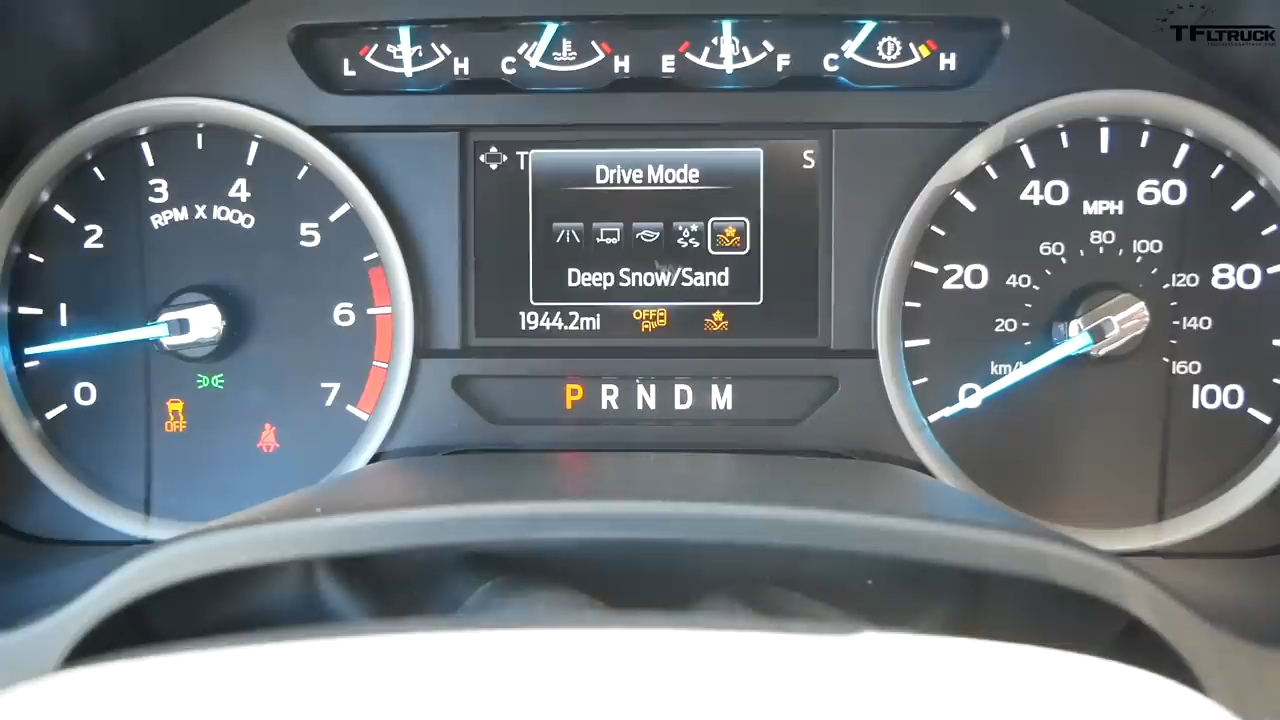 TFLTRUCK
L H C H E F C H
Drive Mode
Deep Snow/Sand
T
S
1944.2mi
OFF
P R N D M
0 1 2 3 4 5 6 7
RPM X 1000
OFF
0 20 40 60 80 100
MPH
20 40 60 80 100 120 140 160
km/h